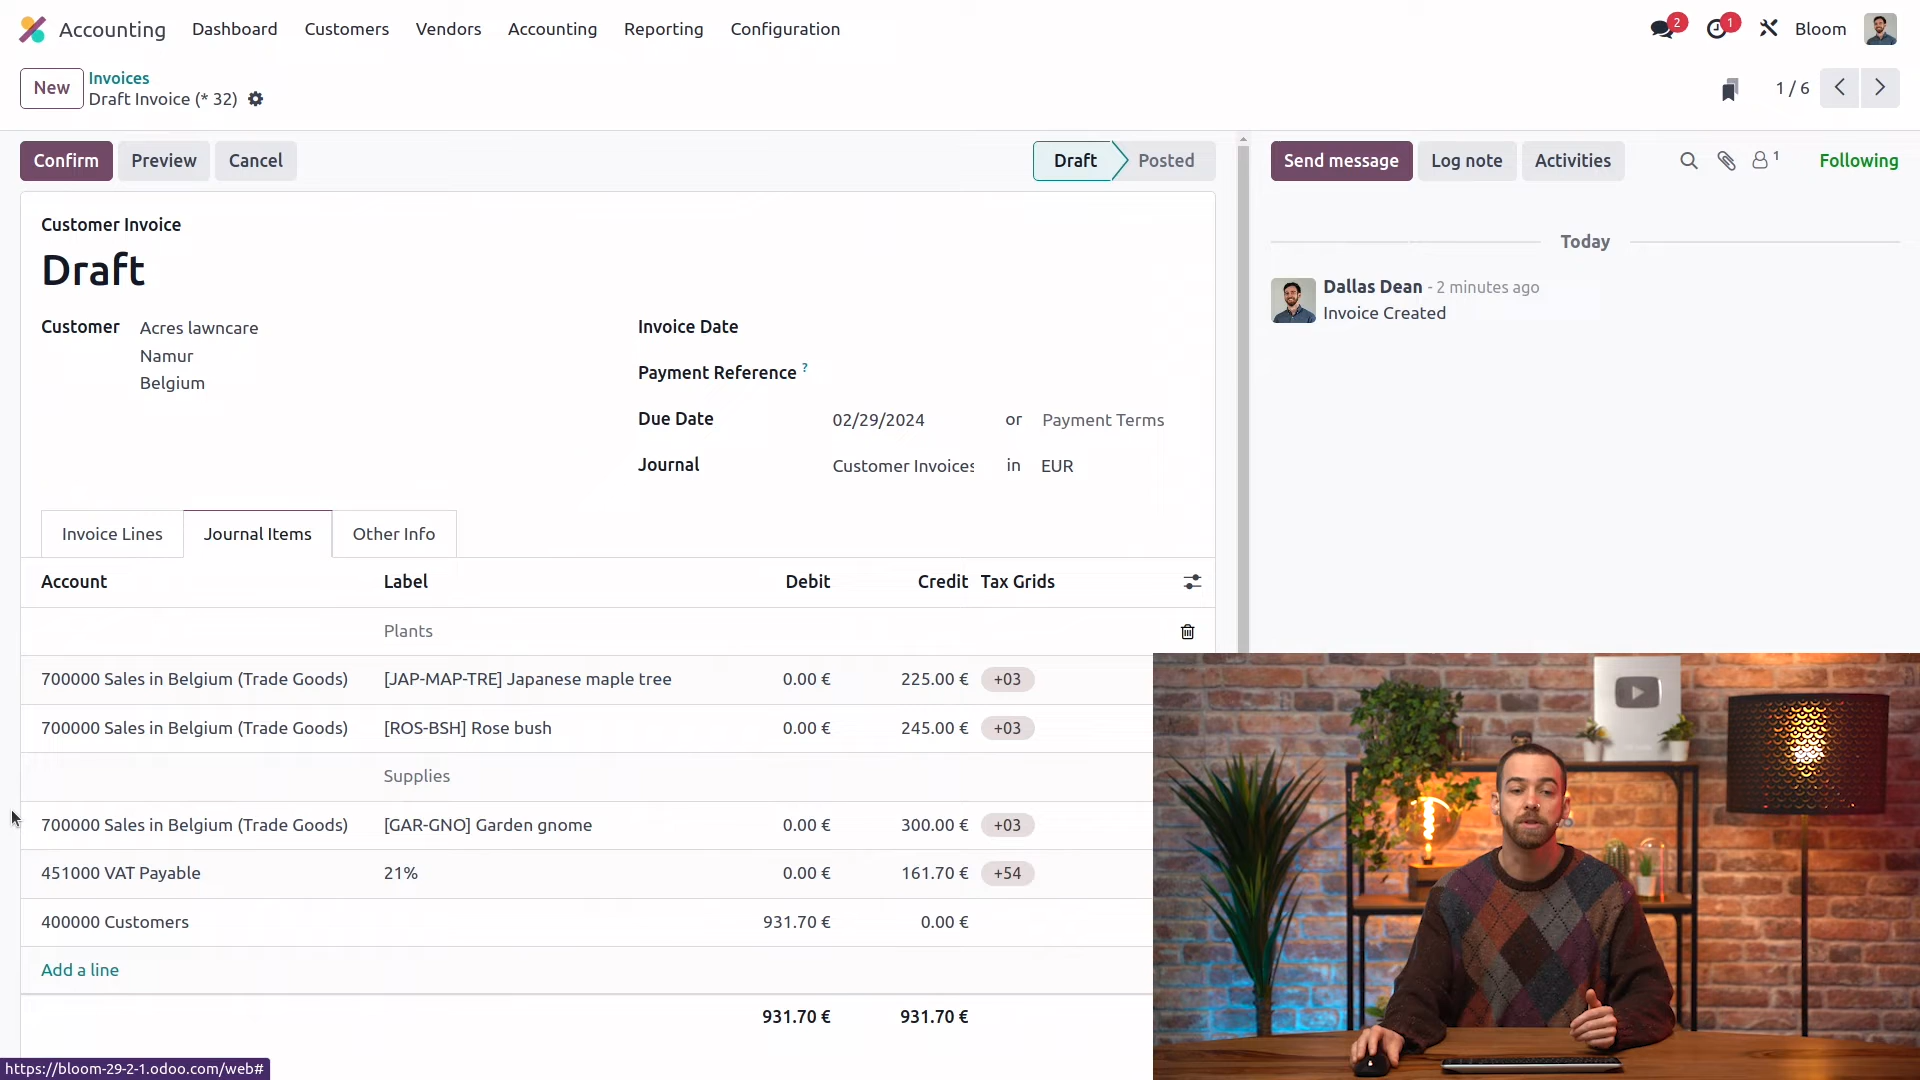 Accounting Dashboard Customers Vendors Accounting Reporting Configuration 2 1 Bloom
New Invoices
Draft Invoice (* 32) 1 / 6
Confirm Preview Cancel Draft Posted Send message Log note Activities 1 Following
Customer Invoice
Draft
Today
Dallas Dean - 2 minutes ago
Invoice Created
Customer Acres lawncare
Namur
Belgium
Invoice Date
Payment Reference ?
Due Date 02/29/2024 or Payment Terms
Journal Customer Invoices in EUR
Invoice Lines Journal Items Other Info
Account Label Debit Credit Tax Grids
Plants
700000 Sales in Belgium (Trade Goods) [JAP-MAP-TRE] Japanese maple tree 0.00 € 225.00 € +03
700000 Sales in Belgium (Trade Goods) [ROS-BSH] Rose bush 0.00 € 245.00 € +03
Supplies
700000 Sales in Belgium (Trade Goods) [GAR-GNO] Garden gnome 0.00 € 300.00 € +03
451000 VAT Payable 21% 0.00 € 161.70 € +54
400000 Customers 931.70 € 0.00 €
Add a line
931.70 € 931.70 €
https://bloom-29-2-1.odoo.com/web#